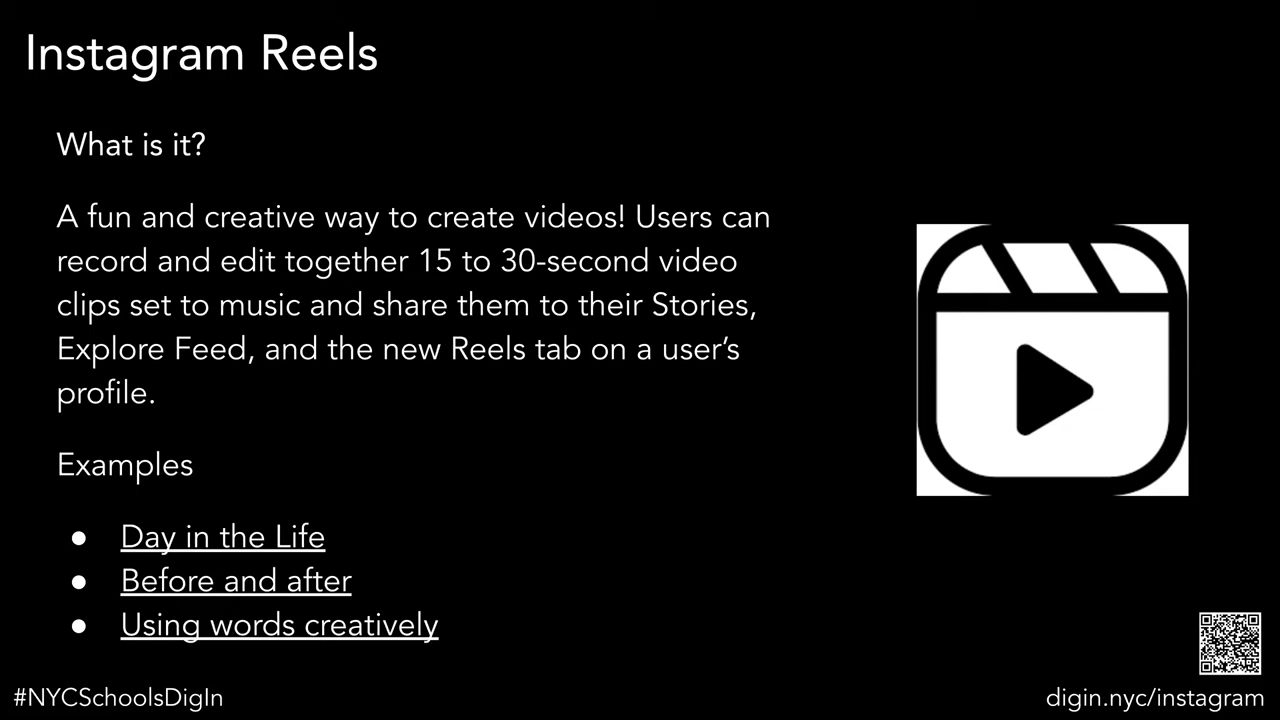 Instagram Reels
What is it?
A fun and creative way to create videos! Users can
record and edit together 15 to 30-second video
clips set to music and share them to their Stories,
Explore Feed, and the new Reels tab on a user’s
profile.
Examples
● Day in the Life
● Before and after
● Using words creatively
#NYCSchoolsDigIn
digin.nyc/instagram